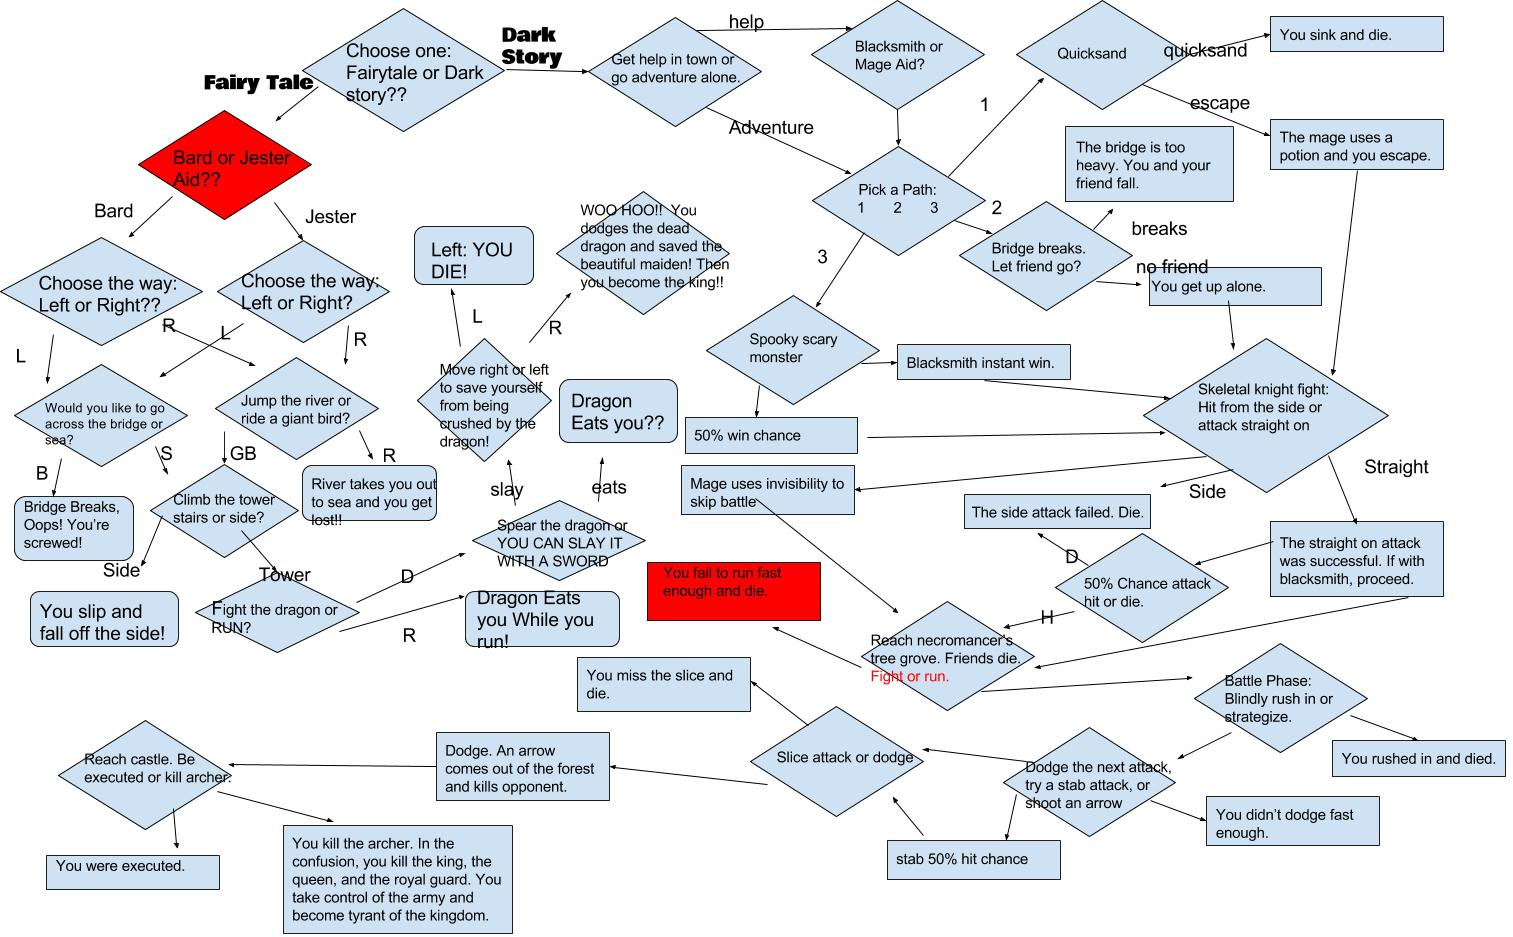 Choose one:
Fairytale or Dark
story??
Dark
Story
Fairy Tale
Get help in town or
go adventure alone.
help
Adventure
Blacksmith or
Mage Aid?
Quicksand
quicksand
You sink and die.
escape
The mage uses a
potion and you escape.
1
Pick a Path:
1 2 3
2
3
The bridge is too
heavy. You and your
friend fall.
Bridge breaks.
Let friend go?
breaks
no friend
You get up alone.
Bard or Jester
Aid??
Bard
Jester
Choose the way:
Left or Right??
Choose the way:
Left or Right?
R
L
L
R
Left: YOU
DIE!
WOO HOO!! You
dodges the dead
dragon and saved the
beautiful maiden! Then
you become the king!!
L
R
Move right or left
to save yourself
from being
crushed by the
dragon!
Dragon
Eats you??
Spooky scary
monster
Blacksmith instant win.
50% win chance
Skeletal knight fight:
Hit from the side or
attack straight on
Straight
Side
Would you like to go
across the bridge or
sea?
Jump the river or
ride a giant bird?
B
S
GB
R
Bridge Breaks,
Oops! You're
screwed!
Climb the tower
stairs or side?
River takes you out
to sea and you get
lost!!
slay
eats
Spear the dragon or
YOU CAN SLAY IT
WITH A SWORD
Side
Tower
You slip and
fall off the side!
Fight the dragon or
RUN?
D
R
Dragon Eats
you While you
run!
Mage uses invisibility to
skip battle
The side attack failed. Die.
The straight on attack
was successful. If with
blacksmith, proceed.
D
50% Chance attack
hit or die.
H
You fail to run fast
enough and die.
Reach necromancer's
tree grove. Friends die.
Fight or run.
Battle Phase:
Blindly rush in or
strategize.
You rushed in and died.
You miss the slice and
die.
Slice attack or dodge
Dodge the next attack,
try a stab attack, or
shoot an arrow
You didn't dodge fast
enough.
stab 50% hit chance
Dodge. An arrow
comes out of the forest
and kills opponent.
Reach castle. Be
executed or kill archer.
You were executed.
You kill the archer. In the
confusion, you kill the king, the
queen, and the royal guard. You
take control of the army and
become tyrant of the kingdom.